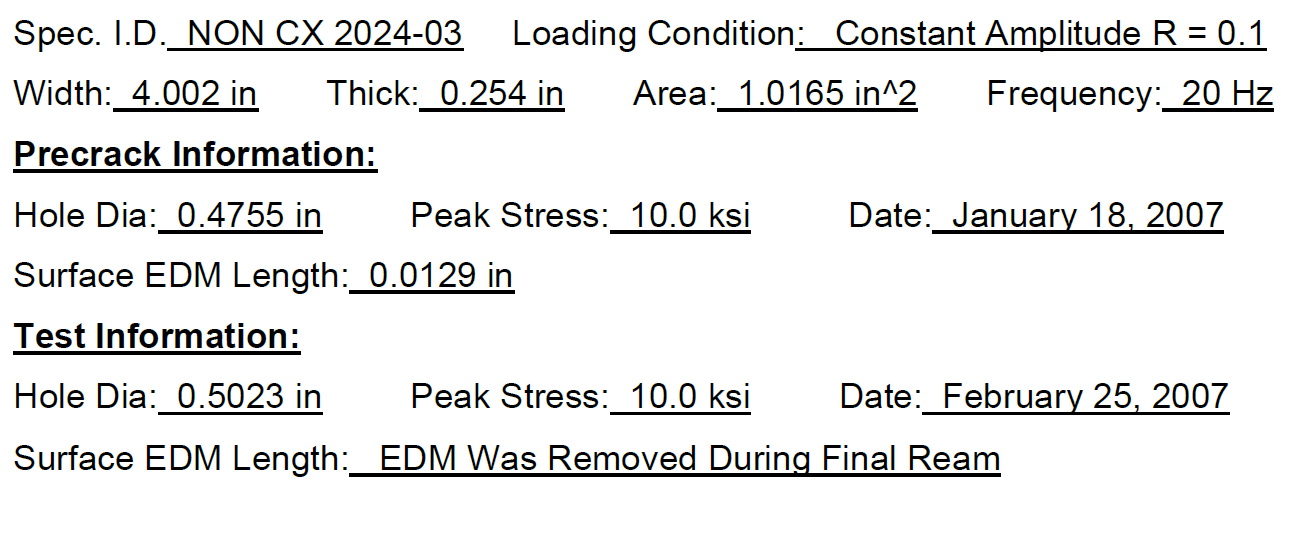 Spec. I.D. NON CX 2024-03 Loading Condition: Constant Amplitude R = 0.1
Width: 4.002 in Thick: 0.254 in Area: 1.0165 in^2 Frequency: 20 Hz
Precrack Information:
Hole Dia: 0.4755 in Peak Stress: 10.0 ksi Date: January 18, 2007
Surface EDM Length: 0.0129 in
Test Information:
Hole Dia: 0.5023 in Peak Stress: 10.0 ksi Date: February 25, 2007
Surface EDM Length: EDM Was Removed During Final Ream